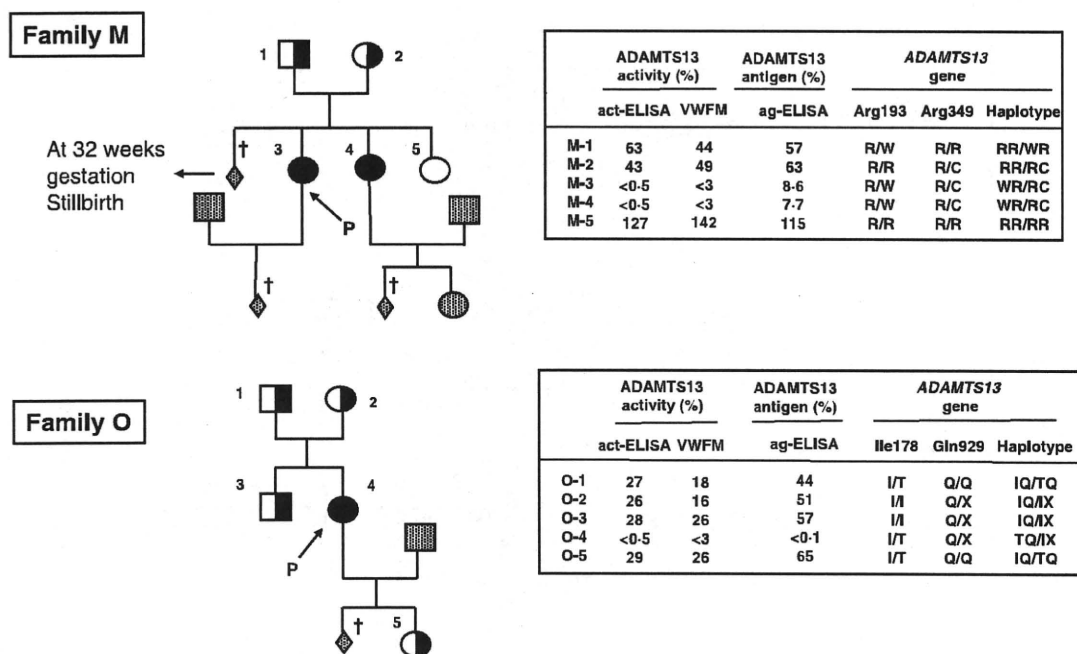 Family M
1
2
At 32 weeks
gestation
Stillbirth
†
3
4
5
P
†
†
ADAMTS13 ADAMTS13 ADAMTS13
activity (%) antigen (%) gene
act-ELISA VWFM ag-ELISA Arg193 Arg349 Haplotype
M-1 63 44 57 R/W R/R RR/WR
M-2 43 49 63 R/R R/C RR/RC
M-3 <0·5 <3 8·6 R/W R/C WR/RC
M-4 <0·5 <3 7·7 R/W R/C WR/RC
M-5 127 142 115 R/R R/R RR/RR
Family O
1
2
3
4
P
†
5
ADAMTS13 ADAMTS13 ADAMTS13
activity (%) antigen (%) gene
act-ELISA VWFM ag-ELISA Ile178 Gln929 Haplotype
O-1 27 18 44 I/T Q/Q IQ/TQ
O-2 26 16 51 I/I Q/X IQ/IX
O-3 28 26 57 I/I Q/X IQ/IX
O-4 <0·5 <3 <0·1 I/T Q/X TQ/IX
O-5 29 26 65 I/T Q/Q IQ/TQ